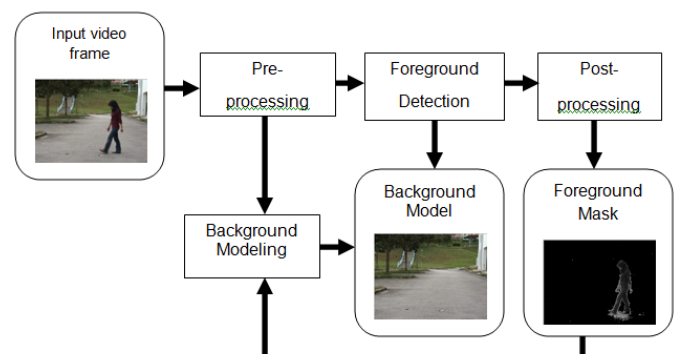 Input video
frame
Pre-
processing
Foreground
Detection
Post-
processing
Background
Modeling
Background
Model
Foreground
Mask